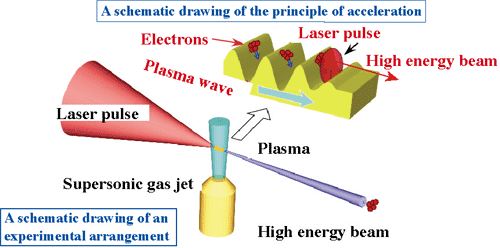 A schematic drawing of the principle of acceleration
Electrons
Laser pulse
High energy beam
Plasma wave
Laser pulse
Plasma
Supersonic gas jet
A schematic drawing of an
experimental arrangement
High energy beam